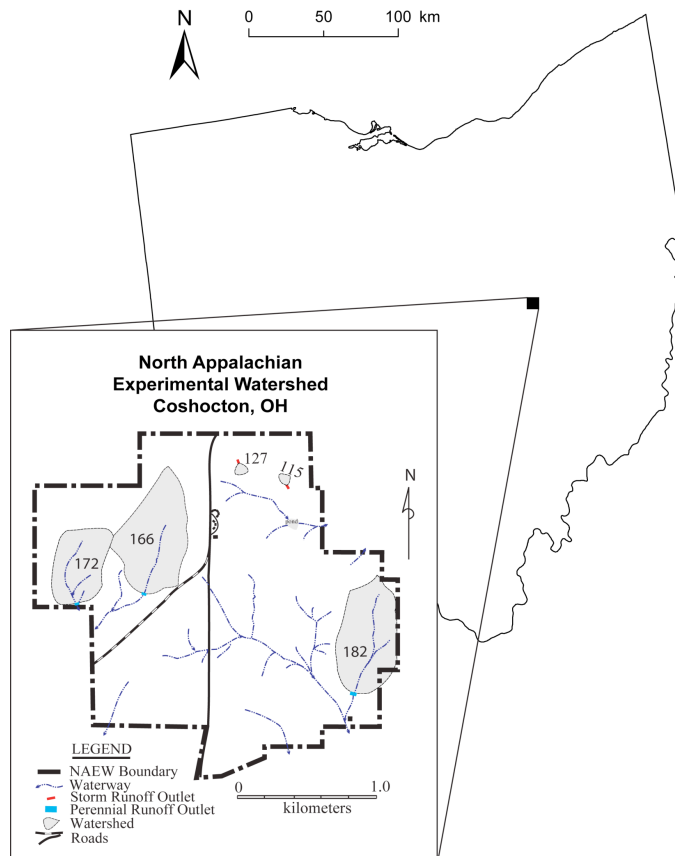 N
0 50 100 km
North Appalachian
Experimental Watershed
Coshocton, OH
127
115
N
166
172
182
LEGEND
NAEW Boundary
Waterway
Storm Runoff Outlet
Perennial Runoff Outlet
Watershed
Roads
0 1.0
kilometers